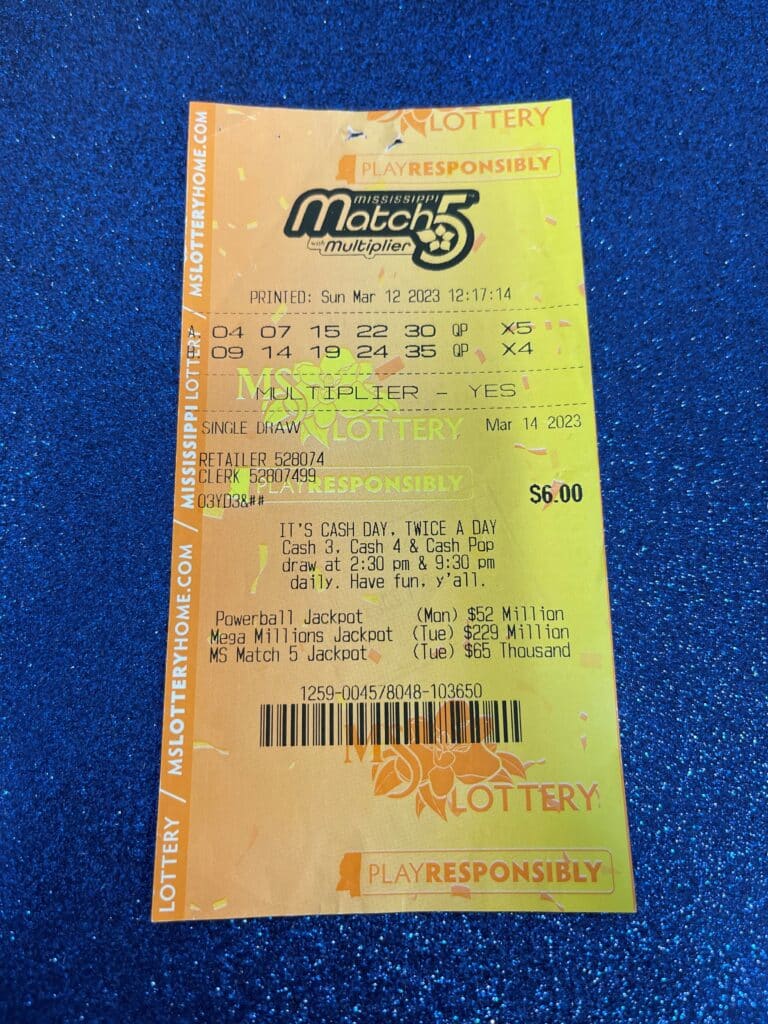 LOTTERY
PLAYRESPONSIBLY
MISSISSIPPI
Match 5
with Multiplier
PRINTED: Sun Mar 12 2023 12:17:14
A. 04 07 15 22 30 QP X5
B. 09 14 19 24 35 QP X4
MS
MULTIPLIER - YES
LOTTERY
SINGLE DRAW Mar 14 2023
RETAILER 528074
CLERK 52807499
PLAYRESPONSIBLY
03YD3&## $6.00
IT'S CASH DAY, TWICE A DAY
Cash 3, Cash 4 & Cash Pop
draw at 2:30 pm & 9:30 pm
daily. Have fun, y'all.
Powerball Jackpot (Mon) $52 Million
Mega Millions Jackpot (Tue) $229 Million
MS Match 5 Jackpot (Tue) $65 Thousand
1259-004578048-103650
MS
LOTTERY
PLAYRESPONSIBLY
LOTTERY / MSLOTTERYHOME.COM / MISSISSIPPI LOTTERY / MSLOTTERYHOME.COM